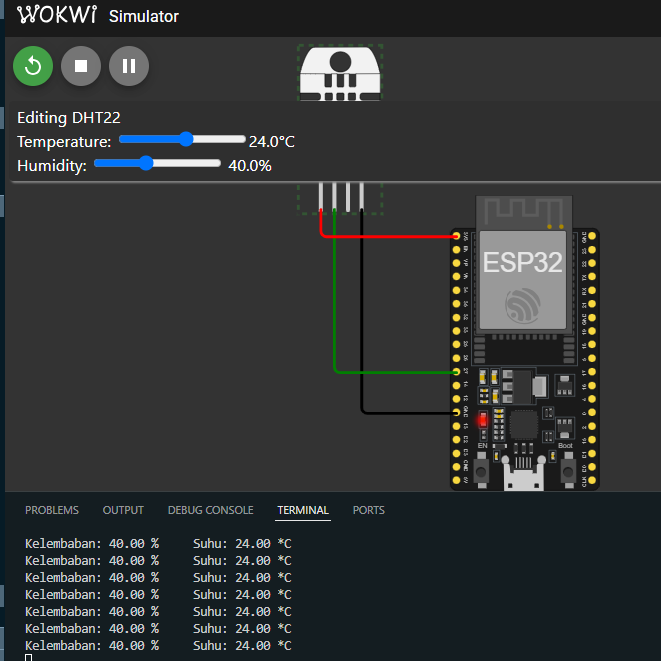 WOKWi Simulator
Editing DHT22
Temperature: 24.0°C
Humidity: 40.0%
ESP32
EN
Boot
PROBLEMS OUTPUT DEBUG CONSOLE TERMINAL PORTS
Kelembaban: 40.00 % Suhu: 24.00 *C
Kelembaban: 40.00 % Suhu: 24.00 *C
Kelembaban: 40.00 % Suhu: 24.00 *C
Kelembaban: 40.00 % Suhu: 24.00 *C
Kelembaban: 40.00 % Suhu: 24.00 *C
Kelembaban: 40.00 % Suhu: 24.00 *C
Kelembaban: 40.00 % Suhu: 24.00 *C